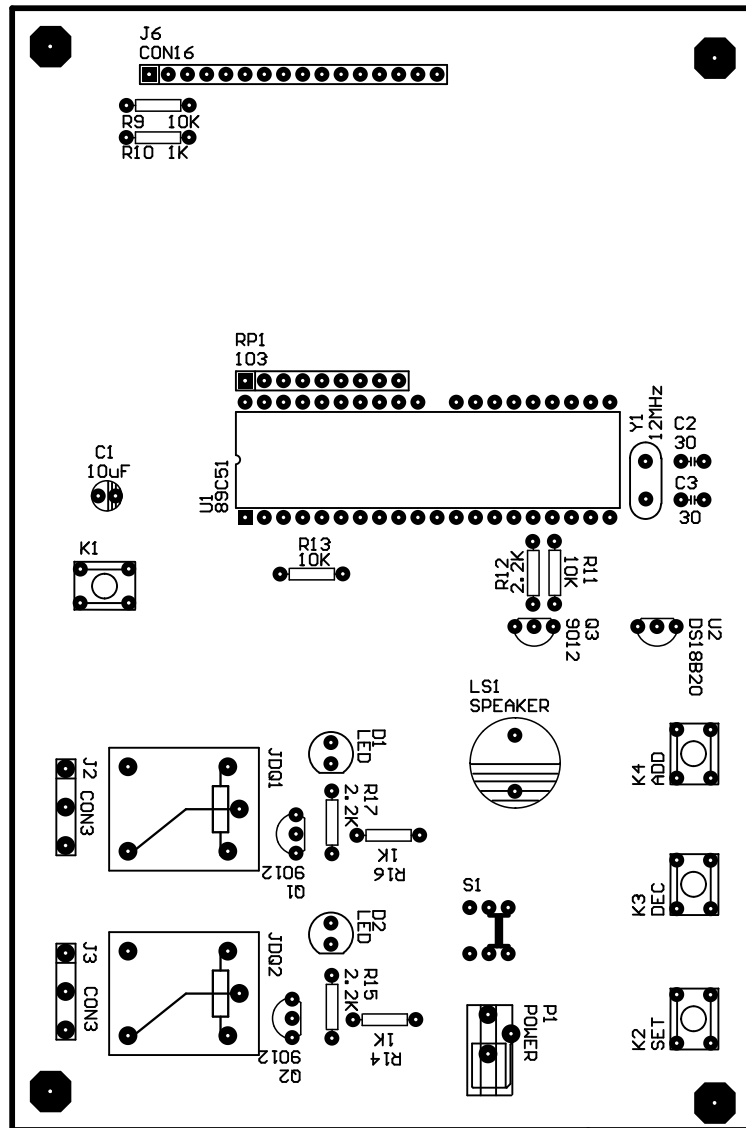 J6
CON16
R9 10K
R10 1K
RP1
103
U1
89C51
Y1
12MHz
C2
30
C3
30
C1
10uF
K1
R13
10K
R12
2.2K
R11
10K
Q3
9012
U2
DS18B20
LS1
SPEAKER
J2
CON3
JDQ1
D1
LED
R17
2.2K
R16
1K
Q1
9012
K4
ADD
K3
DEC
S1
J3
CON3
JDQ2
D2
LED
R15
2.2K
R14
1K
Q2
9012
P1
POWER
K2
SET